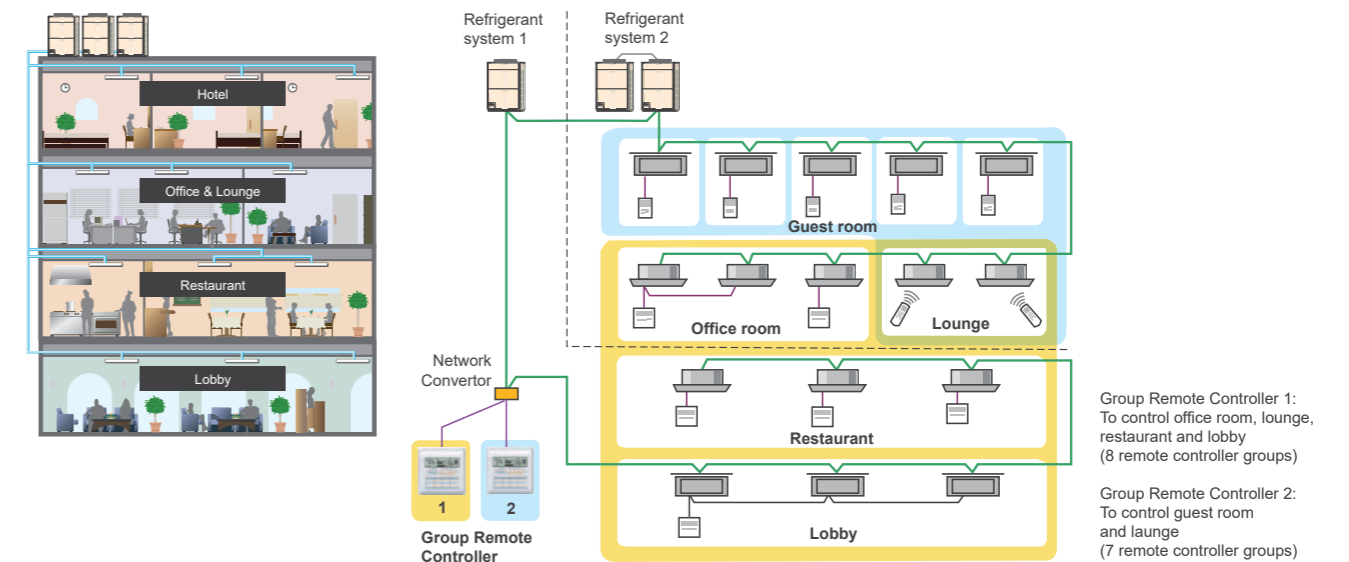 Hotel
Office & Lounge
Restaurant
Lobby
Refrigerant
system 1
Refrigerant
system 2
Guest room
Office room
Lounge
Network
Convertor
Restaurant
Lobby
1
2
Group Remote
Controller
Group Remote Controller 1:
To control office room, lounge,
restaurant and lobby
(8 remote controller groups)
Group Remote Controller 2:
To control guest room
and launge
(7 remote controller groups)